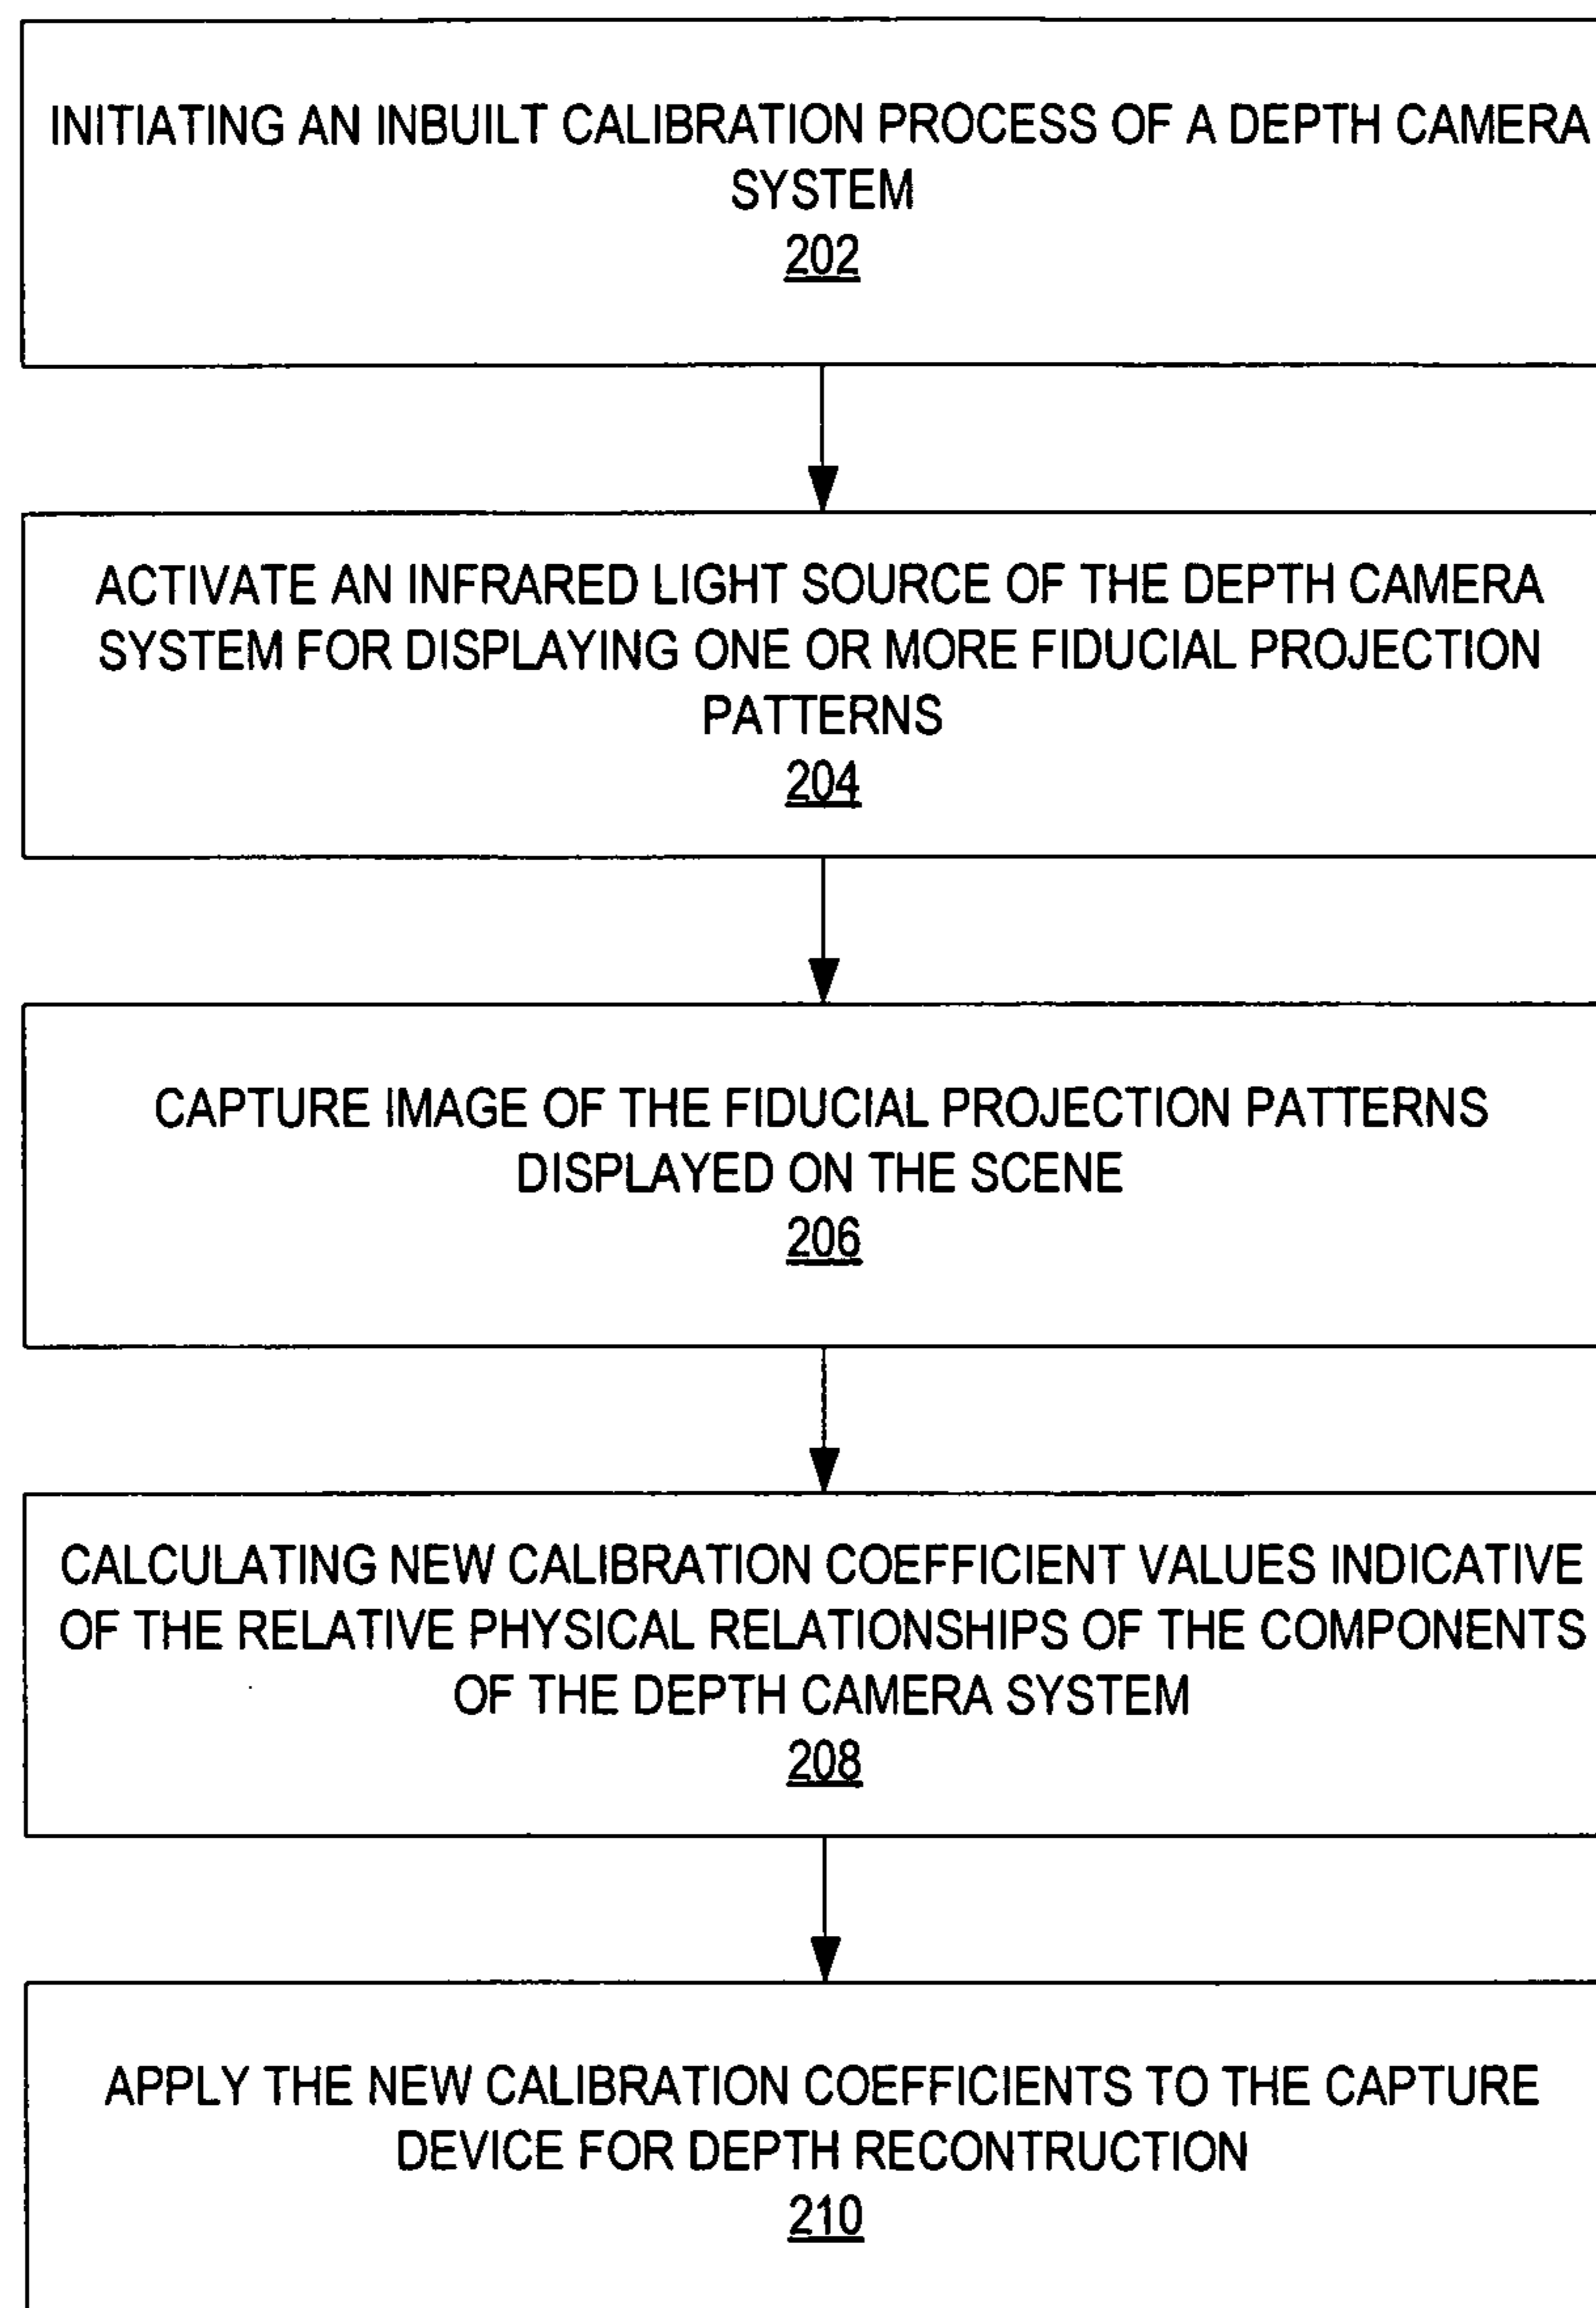 INITIATING AN INBUILT CALIBRATION PROCESS OF A DEPTH CAMERA
SYSTEM
202
ACTIVATE AN INFRARED LIGHT SOURCE OF THE DEPTH CAMERA
SYSTEM FOR DISPLAYING ONE OR MORE FIDUCIAL PROJECTION
PATTERNS
204
CAPTURE IMAGE OF THE FIDUCIAL PROJECTION PATTERNS
DISPLAYED ON THE SCENE
206
CALCULATING NEW CALIBRATION COEFFICIENT VALUES INDICATIVE
OF THE RELATIVE PHYSICAL RELATIONSHIPS OF THE COMPONENTS
OF THE DEPTH CAMERA SYSTEM
208
APPLY THE NEW CALIBRATION COEFFICIENTS TO THE CAPTURE
DEVICE FOR DEPTH RECONTRUCTION
210